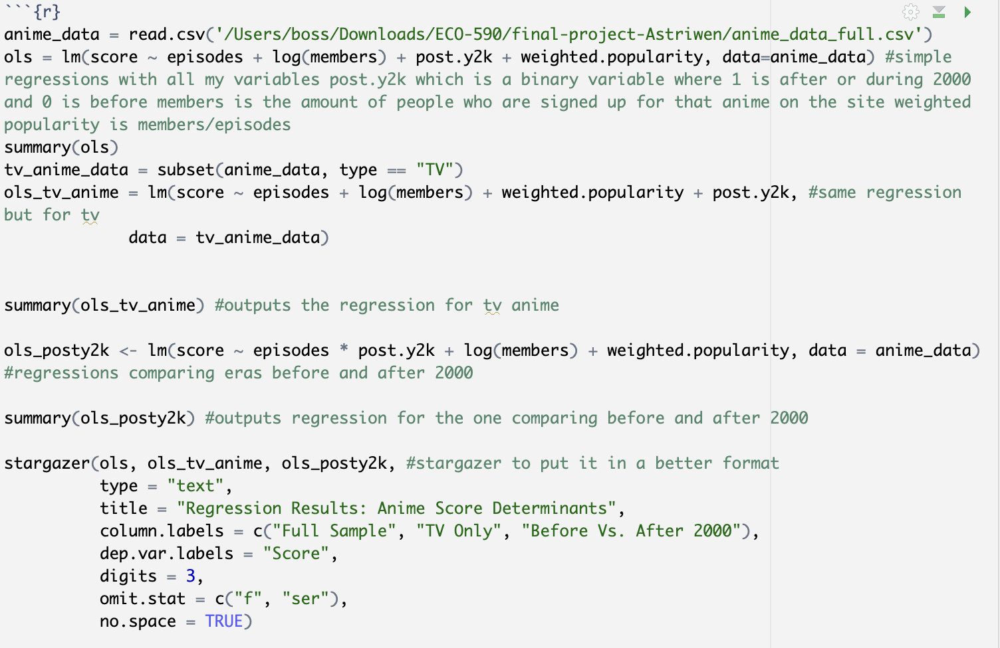 ```{r}
anime_data = read.csv('/Users/boss/Downloads/ECO-590/final-project-Astriwen/anime_data_full.csv')
ols = lm(score ~ episodes + log(members) + post.y2k + weighted.popularity, data=anime_data) #simple
regressions with all my variables post.y2k which is a binary variable where 1 is after or during 2000
and 0 is before members is the amount of people who are signed up for that anime on the site weighted
popularity is members/episodes
summary(ols)
tv_anime_data = subset(anime_data, type == "TV")
ols_tv_anime = lm(score ~ episodes + log(members) + weighted.popularity + post.y2k, #same regression
but for tv
             data = tv_anime_data)
summary(ols_tv_anime) #outputs the regression for tv anime
ols_posty2k <- lm(score ~ episodes * post.y2k + log(members) + weighted.popularity, data = anime_data)
#regressions comparing eras before and after 2000
summary(ols_posty2k) #outputs regression for the one comparing before and after 2000
stargazer(ols, ols_tv_anime, ols_posty2k, #stargazer to put it in a better format
          type = "text",
          title = "Regression Results: Anime Score Determinants",
          column.labels = c("Full Sample", "TV Only", "Before Vs. After 2000"),
          dep.var.labels = "Score",
          digits = 3,
          omit.stat = c("f", "ser"),
          no.space = TRUE)